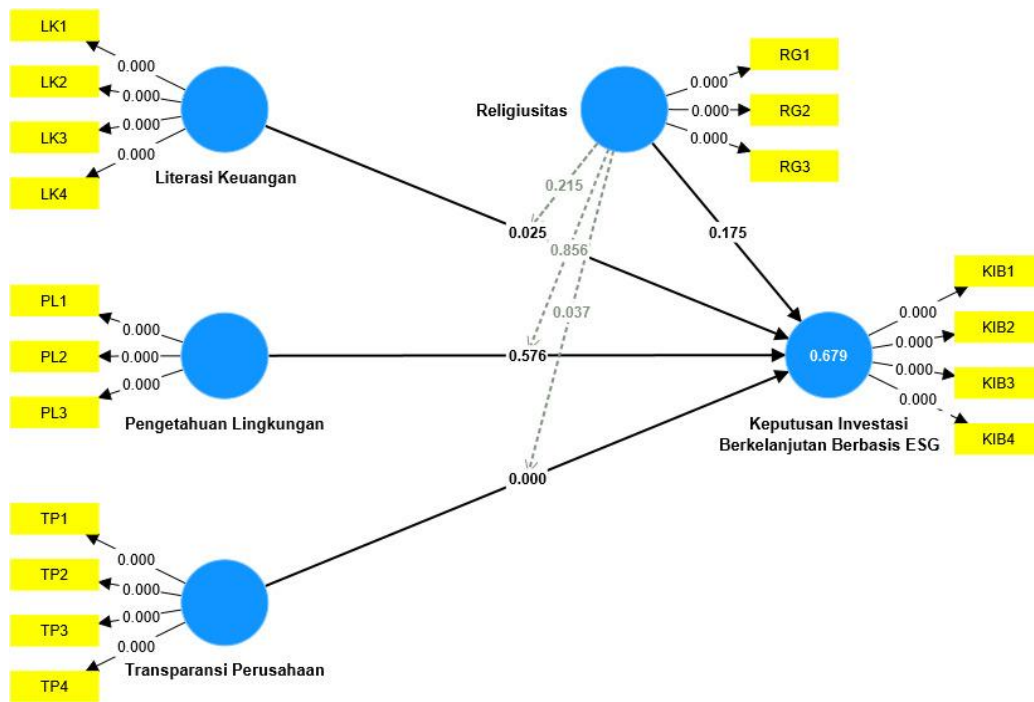 LK1
0.000
LK2
0.000
LK3
0.000
LK4
0.000
Literasi Keuangan
Religiusitas
RG1
0.000
RG2
0.000
RG3
0.000
0.215
0.025
0.856
0.175
0.037
PL1
0.000
PL2
0.000
PL3
0.000
Pengetahuan Lingkungan
0.576
0.679
KIB1
0.000
KIB2
0.000
KIB3
0.000
KIB4
0.000
Keputusan Investasi
Berkelanjutan Berbasis ESG
0.000
TP1
0.000
TP2
0.000
TP3
0.000
TP4
0.000
Transparansi Perusahaan